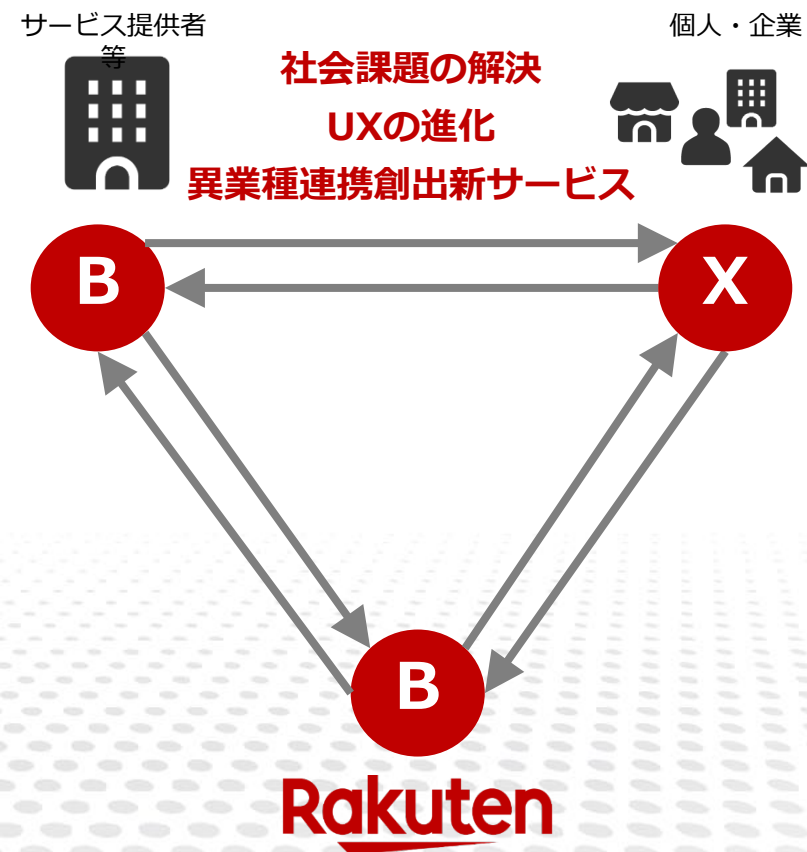 サービス提供者
等
個人・企業
社会課題の解決
UXの進化
異業種連携創出新サービス
B
X
B
Rakuten